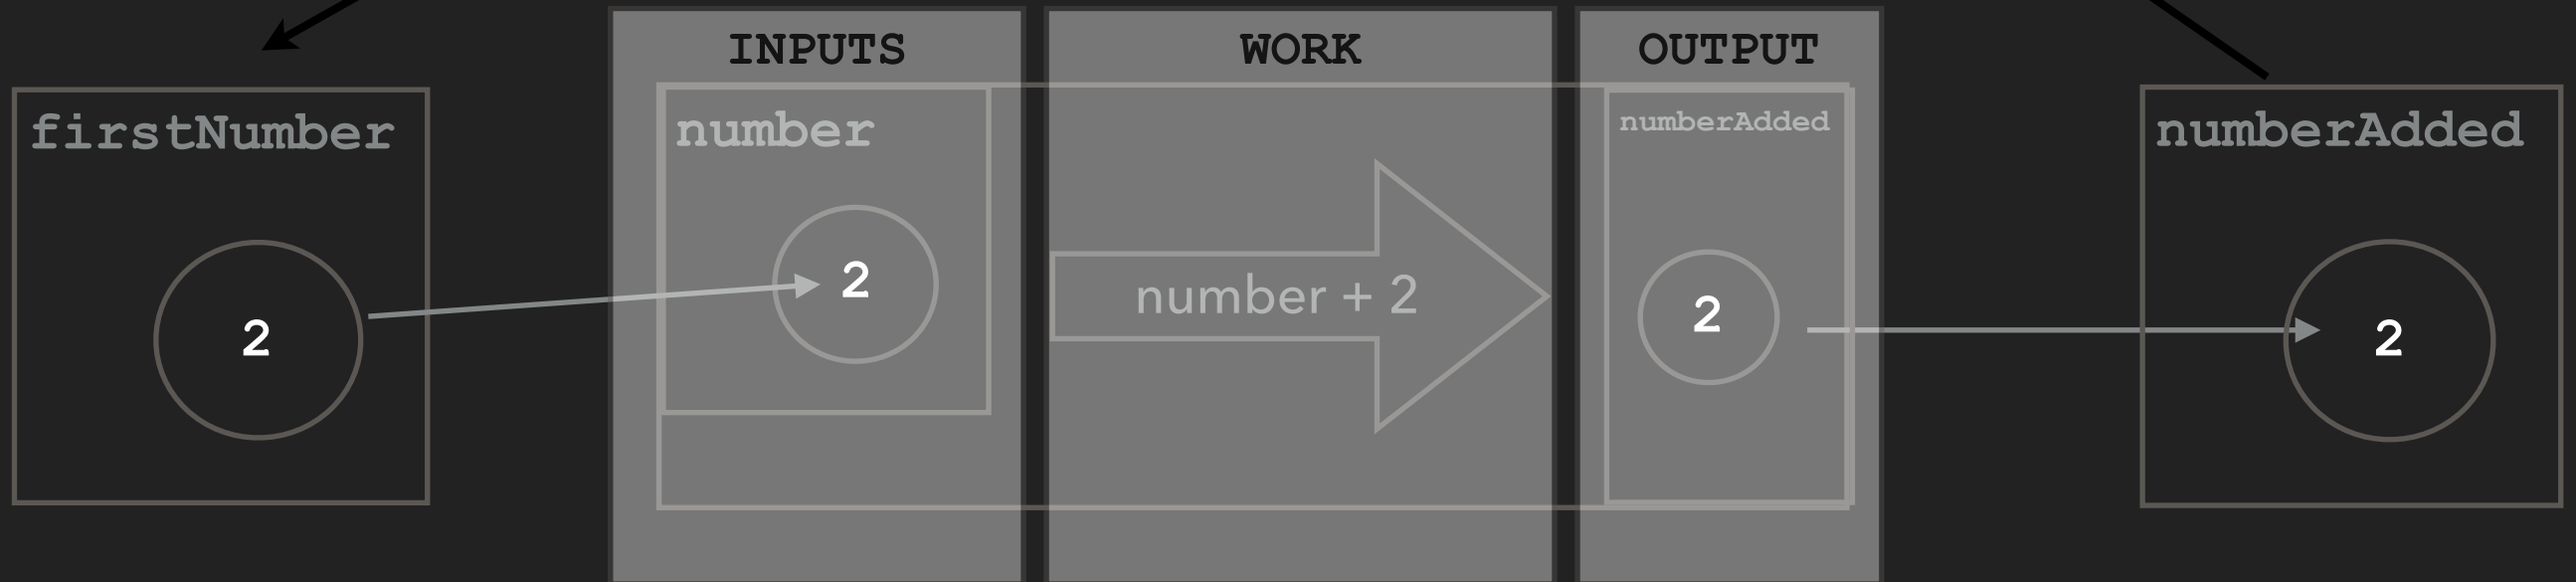 INPUTS
WORK
OUTPUT
firstNumber
number
numberAdded
numberAdded
2
2
number + 2
2
2